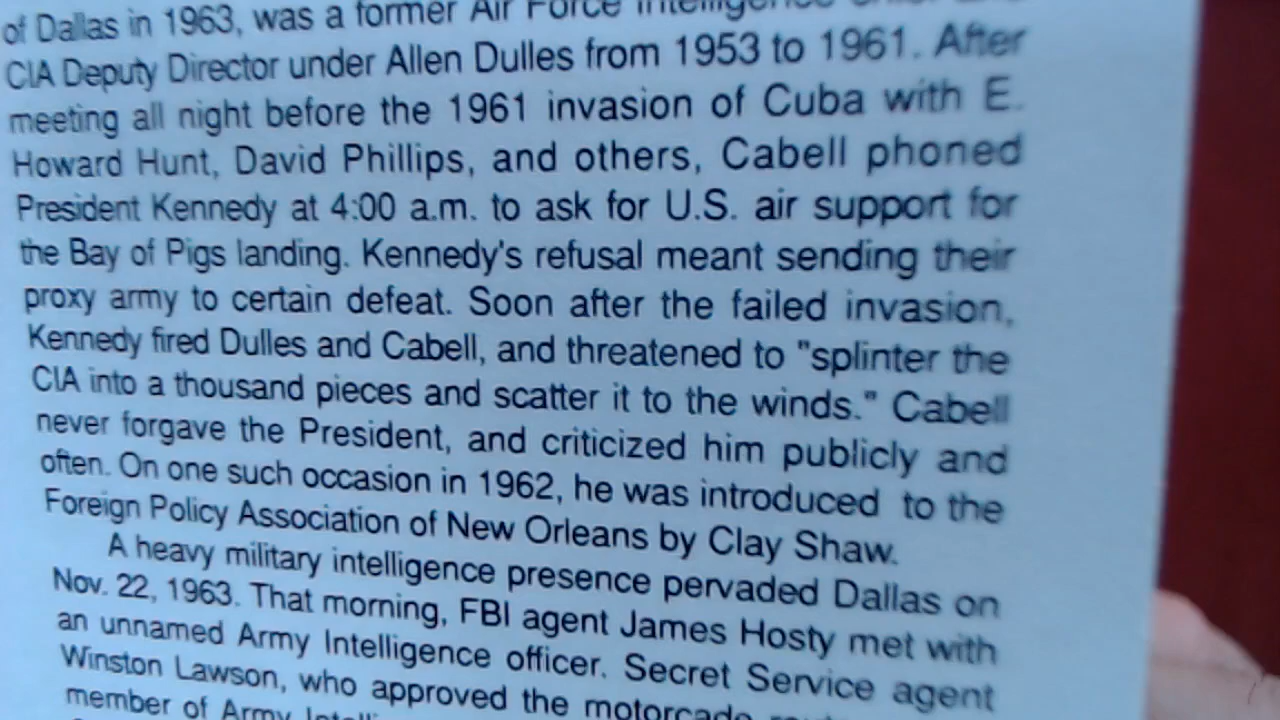 of Dallas in 1963, was a former Air Force Intelligence
CIA Deputy Director under Allen Dulles from 1953 to 1961. After
meeting all night before the 1961 invasion of Cuba with E.
Howard Hunt, David Phillips, and others, Cabell phoned
President Kennedy at 4:00 a.m. to ask for U.S. air support for
the Bay of Pigs landing. Kennedy's refusal meant sending their
proxy army to certain defeat. Soon after the failed invasion,
Kennedy fired Dulles and Cabell, and threatened to "splinter the
CIA into a thousand pieces and scatter it to the winds." Cabell
never forgave the President, and criticized him publicly and
often. On one such occasion in 1962, he was introduced to the
Foreign Policy Association of New Orleans by Clay Shaw.
A heavy military intelligence presence pervaded Dallas on
Nov. 22, 1963. That morning, FBI agent James Hosty met with
an unnamed Army Intelligence officer. Secret Service agent
Winston Lawson, who approved the motorcade
member of Army